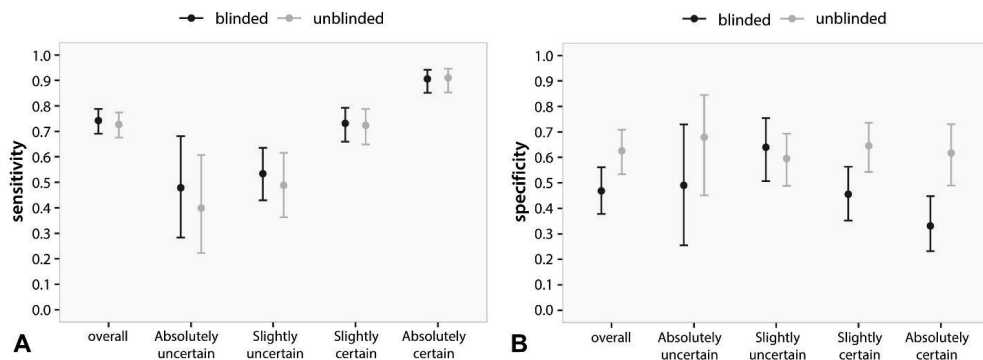 blinded unblinded
1.0
0.9
0.8
0.7
0.6
0.5
0.4
0.3
0.2
0.1
0.0
sensitivity
overall Absolutely uncertain Slightly uncertain Slightly certain Absolutely certain
A
blinded unblinded
1.0
0.9
0.8
0.7
0.6
0.5
0.4
0.3
0.2
0.1
0.0
specificity
overall Absolutely uncertain Slightly uncertain Slightly certain Absolutely certain
B